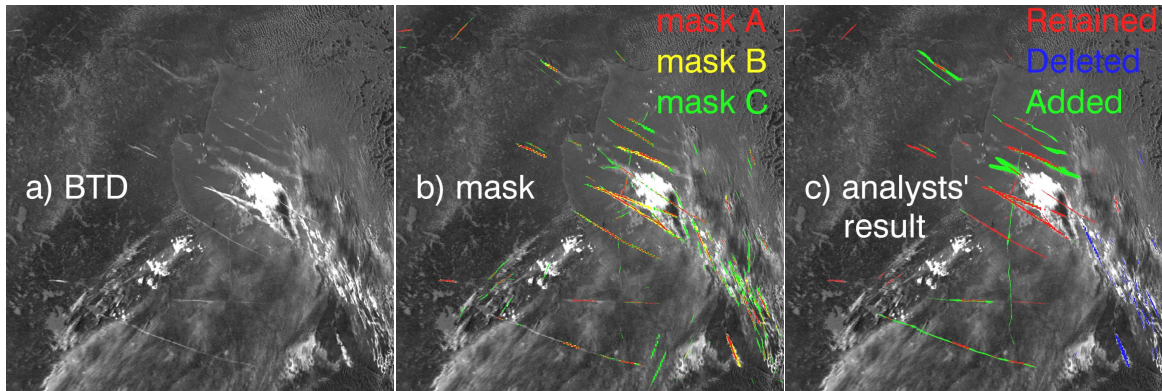 a) BTD
b) mask
mask A
mask B
mask C
c) analysts'
result
Retained
Deleted
Added